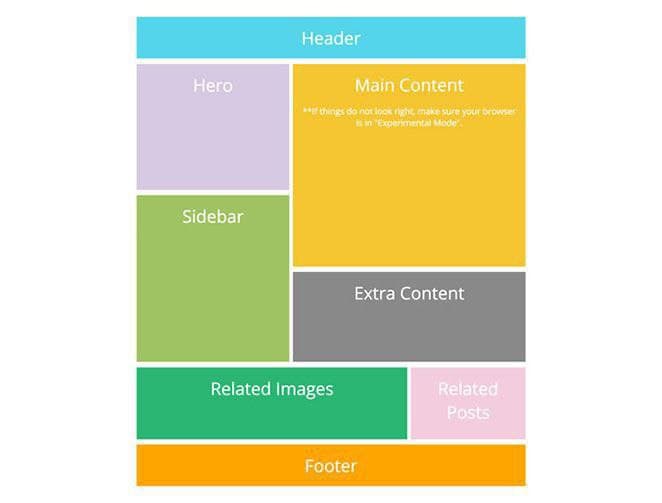 Header
Hero
Main Content
**If things do not look right, make sure your browser
is in "Experimental Mode".
Sidebar
Extra Content
Related Images
Related
Posts
Footer